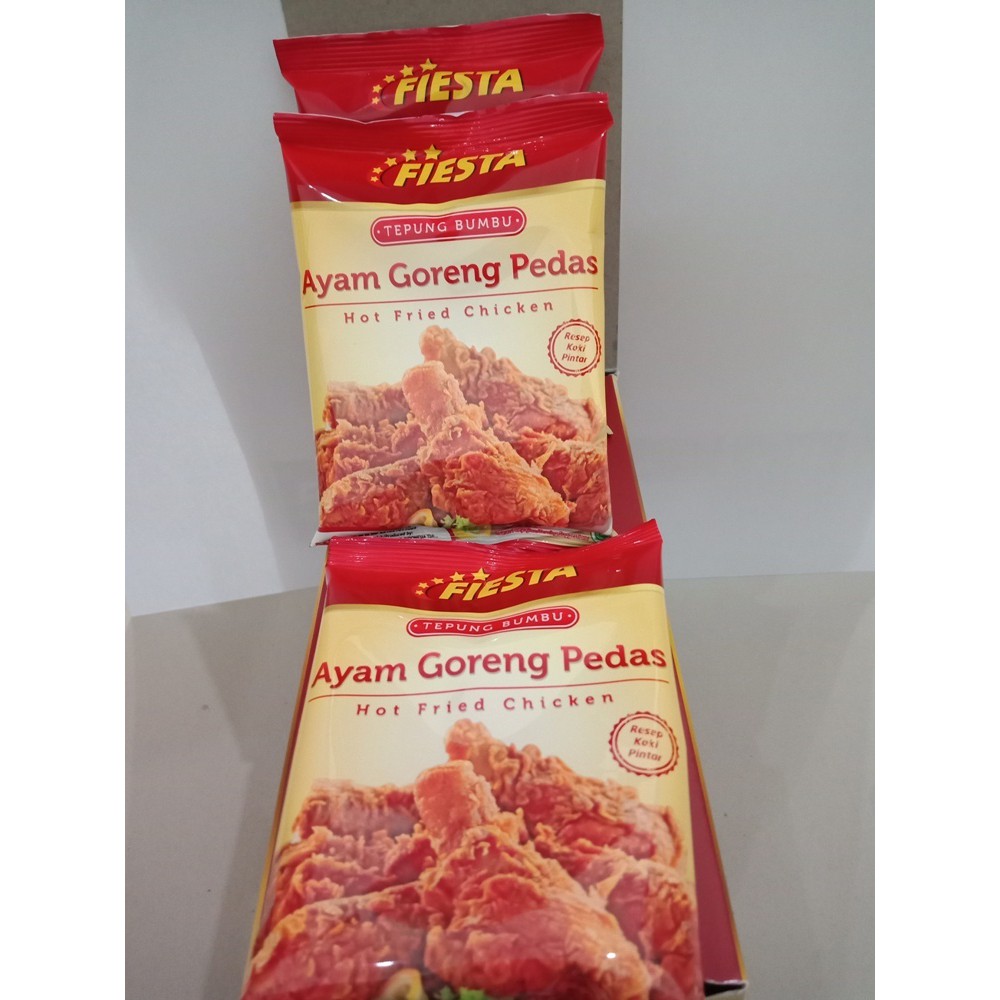 FIESTA
FIESTA
TEPUNG BUMBU
Ayam Goreng Pedas
Hot Fried Chicken
Resep
Koki
Pintar
FIESTA
TEPUNG BUMBU
Ayam Goreng Pedas
Hot Fried Chicken
Resep
Koki
Pintar